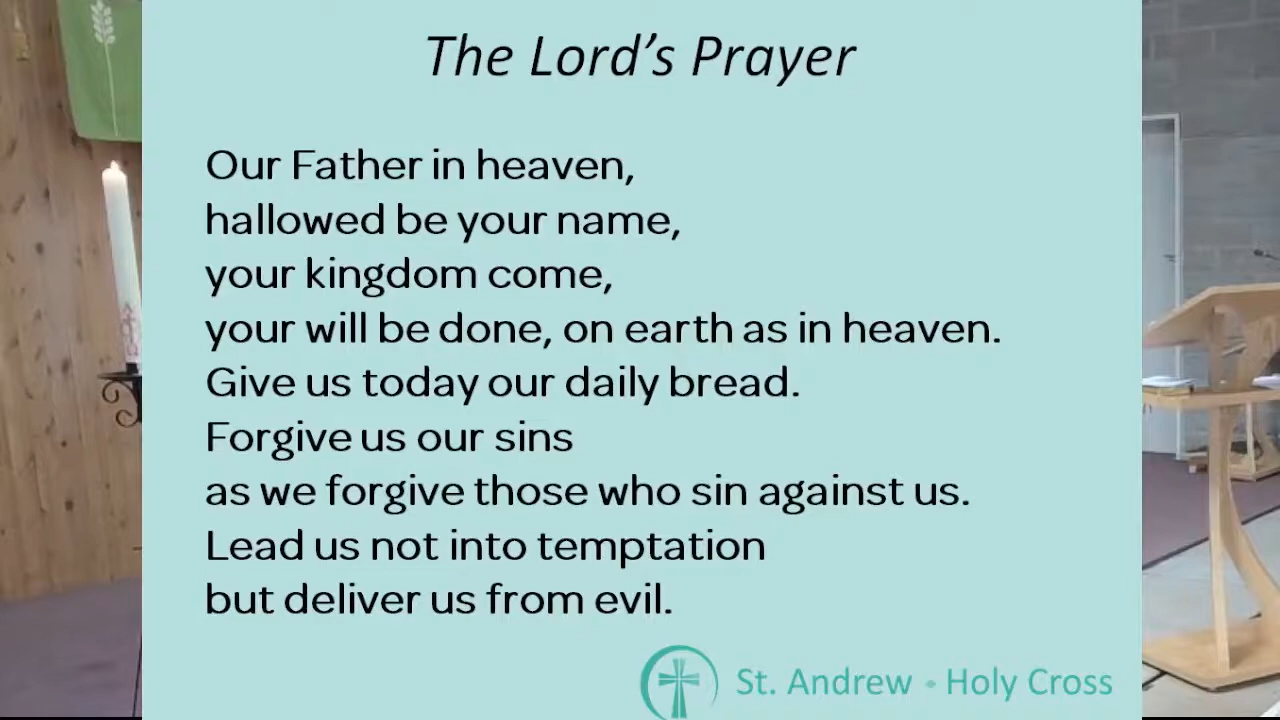 The Lord’s Prayer
Our Father in heaven,
hallowed be your name,
your kingdom come,
your will be done, on earth as in heaven.
Give us today our daily bread.
Forgive us our sins
as we forgive those who sin against us.
Lead us not into temptation
but deliver us from evil.
St. Andrew • Holy Cross